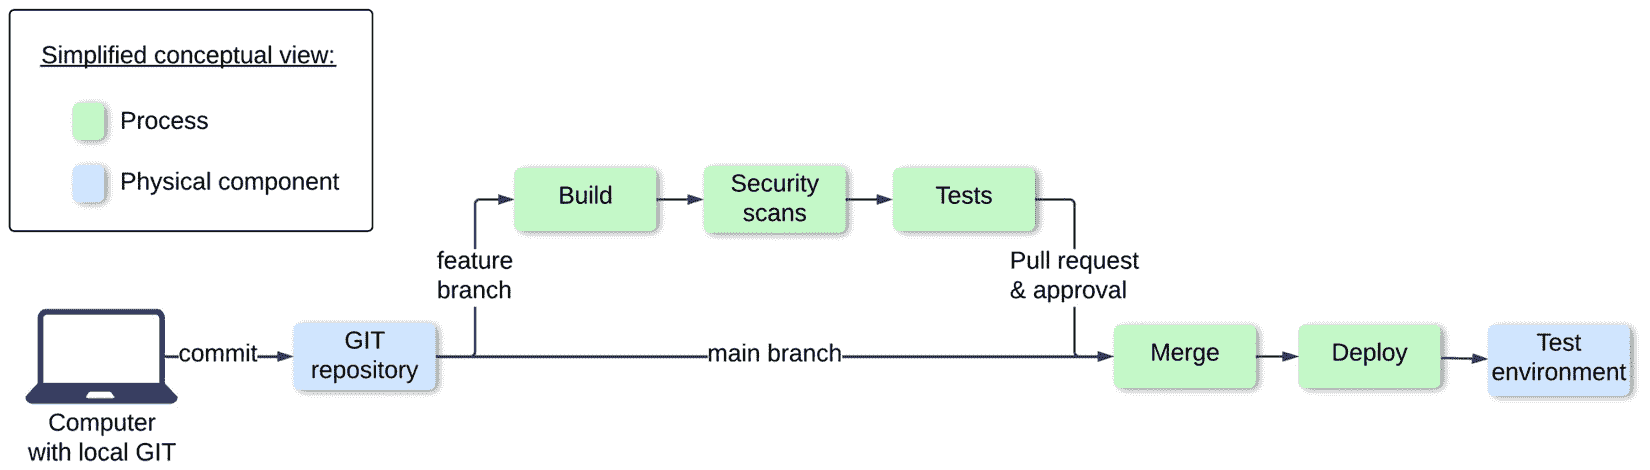 Simplified conceptual view:
Process
Physical component
Build
Security
scans
Tests
feature
branch
Pull request
& approval
commit
GIT
repository
main branch
Merge
Deploy
Test
environment
Computer
with local GIT